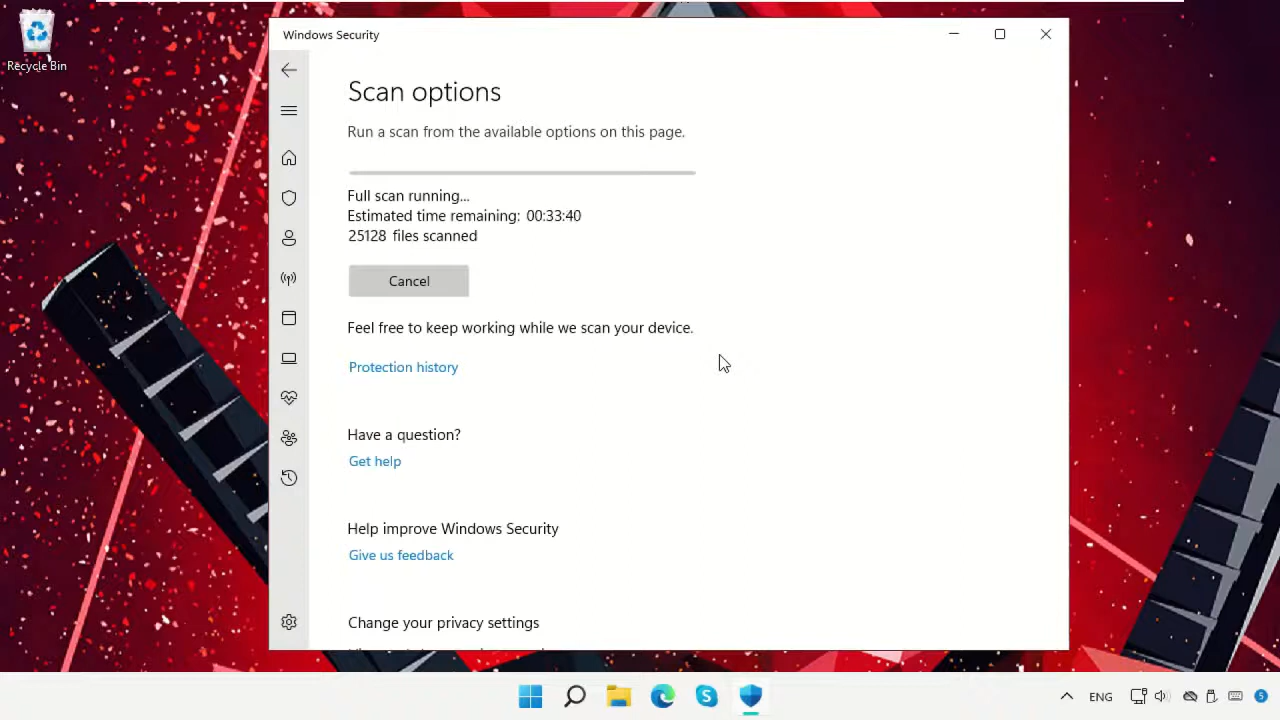 Recycle Bin
Windows Security
Scan options
Run a scan from the available options on this page.
Full scan running...
Estimated time remaining: 00:33:40
25128 files scanned
Cancel
Feel free to keep working while we scan your device.
Protection history
Have a question?
Get help
Help improve Windows Security
Give us feedback
Change your privacy settings
ENG
5